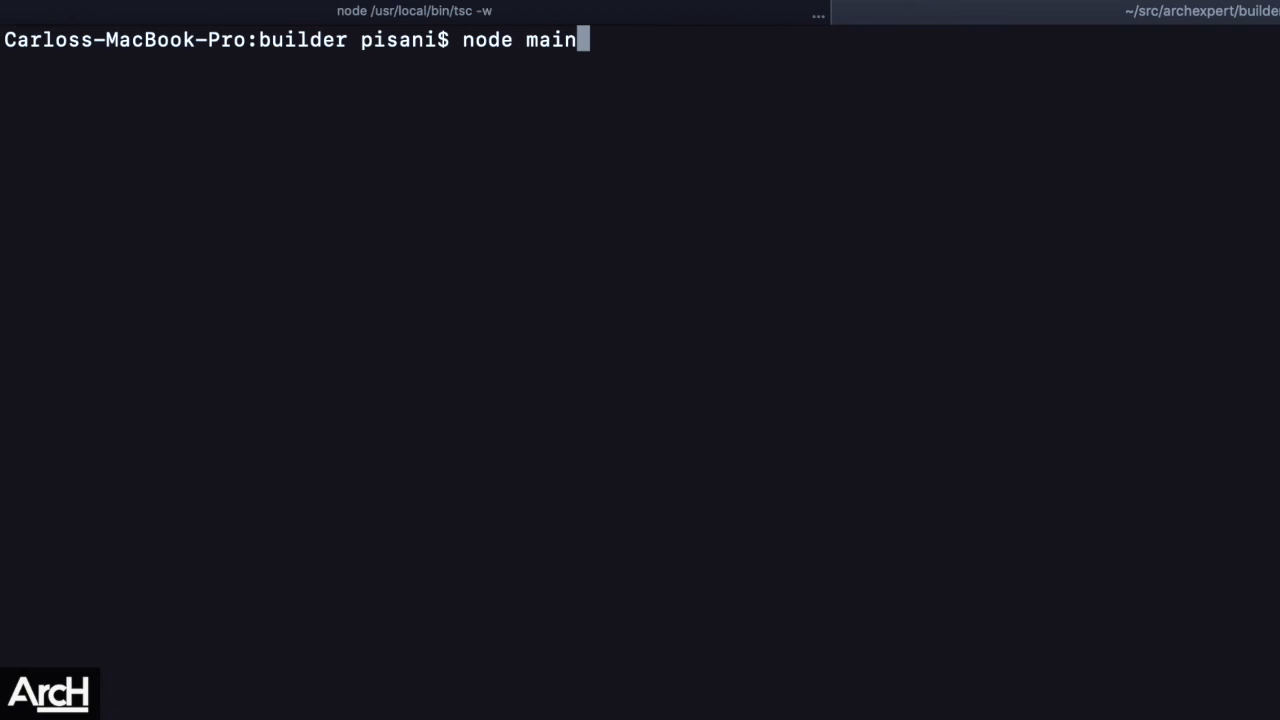 node /usr/local/bin/tsc -w
...
~/src/archexpert/builder
Carloss-MacBook-Pro:builder pisani$ node main
ArcH